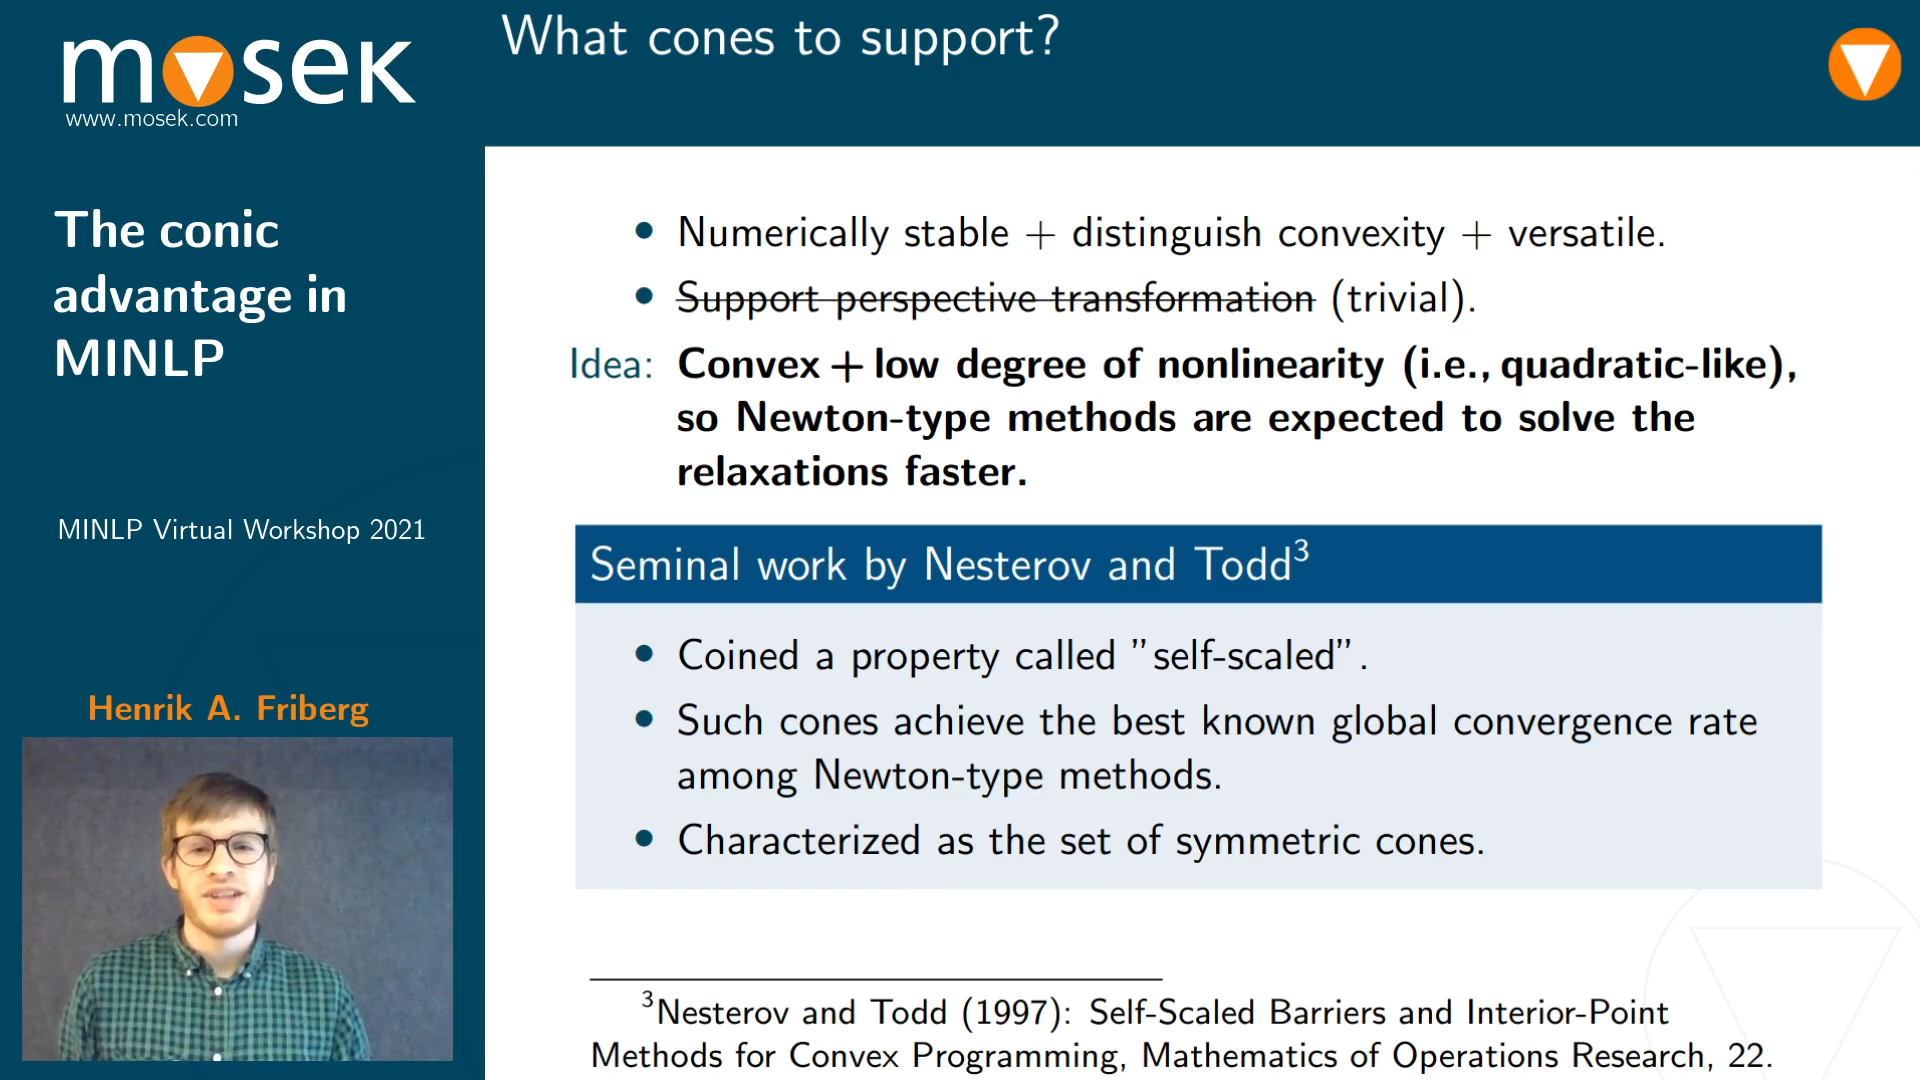 mosek
www.mosek.com
The conic
advantage in
MINLP
MINLP Virtual Workshop 2021
Henrik A. Friberg
What cones to support?
• Numerically stable + distinguish convexity + versatile.
• Support perspective transformation (trivial).
Idea: Convex + low degree of nonlinearity (i.e., quadratic-like),
so Newton-type methods are expected to solve the
relaxations faster.
Seminal work by Nesterov and Todd³
• Coined a property called ”self-scaled”.
• Such cones achieve the best known global convergence rate
among Newton-type methods.
• Characterized as the set of symmetric cones.
³Nesterov and Todd (1997): Self-Scaled Barriers and Interior-Point
Methods for Convex Programming, Mathematics of Operations Research, 22.